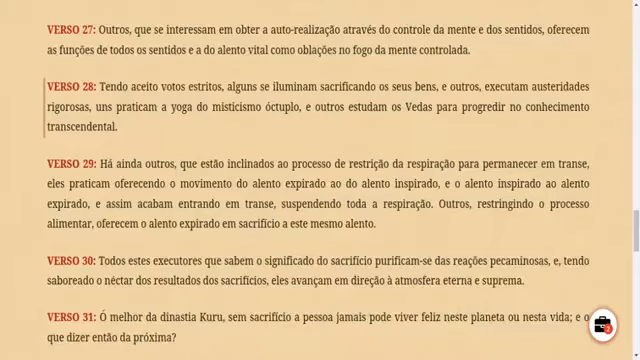 VERSO 27: Outros, que se interessam em obter a auto-realização através do controle da mente e dos sentidos, oferecem
as funções de todos os sentidos e a do alento vital como oblações no fogo da mente controlada.
VERSO 28: Tendo aceito votos estritos, alguns se iluminam sacrificando os seus bens, e outros, executam austeridades
rigorosas, uns praticam a yoga do misticismo óctuplo, e outros estudam os Vedas para progredir no conhecimento
transcendental.
VERSO 29: Há ainda outros, que estão inclinados ao processo de restrição da respiração para permanecer em transe,
eles praticam oferecendo o movimento do alento expirado ao do alento inspirado, e o alento inspirado ao alento
expirado, e assim acabam entrando em transe, suspendendo toda a respiração. Outros, restringindo o processo
alimentar, oferecem o alento expirado em sacrifício a este mesmo alento.
VERSO 30: Todos estes executores que sabem o significado do sacrifício purificam-se das reações pecaminosas, e, tendo
saboreado o néctar dos resultados dos sacrifícios, eles avançam em direção à atmosfera eterna e suprema.
VERSO 31: Ó melhor da dinastia Kuru, sem sacrifício a pessoa jamais pode viver feliz neste planeta ou nesta vida; e o
que dizer então da próxima?